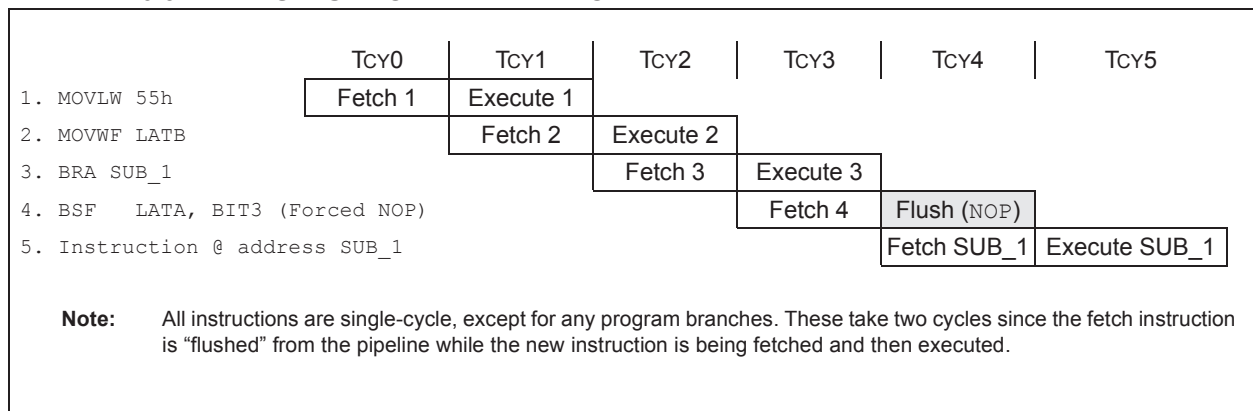 TCY0 TCY1 TCY2 TCY3 TCY4 TCY5
1. MOVLW 55h Fetch 1 Execute 1
2. MOVWF LATB Fetch 2 Execute 2
3. BRA SUB_1 Fetch 3 Execute 3
4. BSF LATA, BIT3 (Forced NOP) Fetch 4 Flush (NOP)
5. Instruction @ address SUB_1 Fetch SUB_1 Execute SUB_1
Note: All instructions are single-cycle, except for any program branches. These take two cycles since the fetch instruction
is “flushed” from the pipeline while the new instruction is being fetched and then executed.